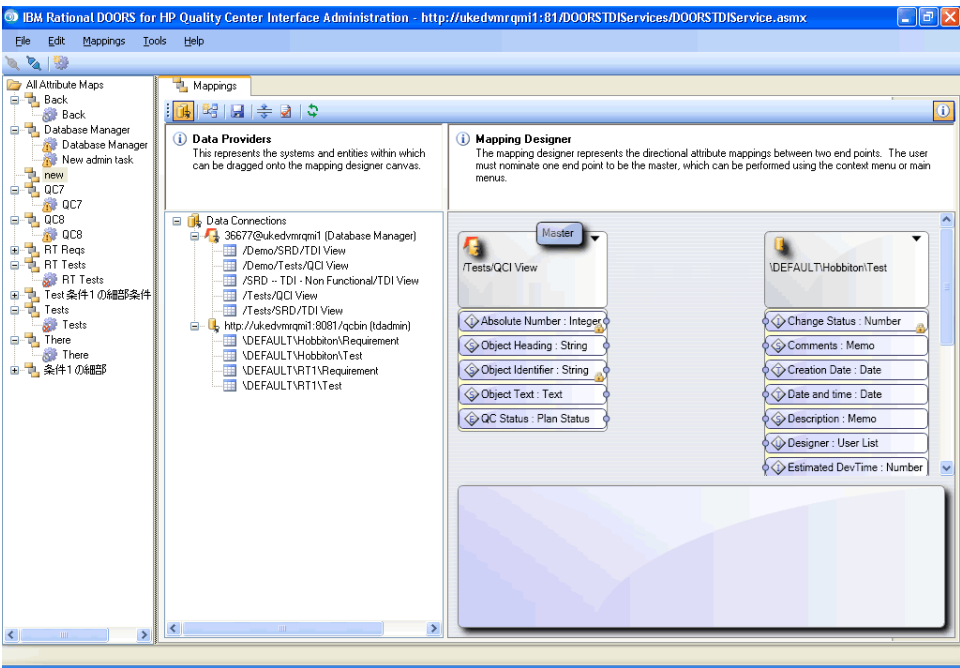 IBM Rational DOORS for HP Quality Center Interface Administration - http://ukedvmrqmi1:81/DOORSTDIServices/DOORSTDIService.asmx
File Edit Mappings Tools Help
All Attribute Maps
Back
Back
Database Manager
Database Manager
New admin task
new
QC7
QC7
QC8
QC8
RT Reqs
RT Tests
RT Tests
Test 条件1の細部条件
Tests
Tests
There
There
条件1の細部
Mappings
Data Providers
This represents the systems and entities within which
can be dragged onto the mapping designer canvas.
Mapping Designer
The mapping designer represents the directional attribute mappings between two end points. The user
must nominate one end point to be the master, which can be performed using the context menu or main
menus.
Data Connections
36677@ukedvmrqmi1 (Database Manager)
/Demo/SRD/TDI View
/Demo/Tests/QCI View
/SRD -- TDI - Non Functional/TDI View
/Tests/QCI View
/Tests/SRD/TDI View
http://ukedvmrqmi1:8081/qcbin (tdadmin)
\DEFAULT\Hobbiton\Requirement
\DEFAULT\Hobbiton\Test
\DEFAULT\RT1\Requirement
\DEFAULT\RT1\Test
Master
/Tests/QCI View
Absolute Number : Integer
Object Heading : String
Object Identifier : String
Object Text : Text
QC Status : Plan Status
\DEFAULT\Hobbiton\Test
Change Status : Number
Comments : Memo
Creation Date : Date
Date and time : Date
Description : Memo
Designer : User List
Estimated DevTime : Number